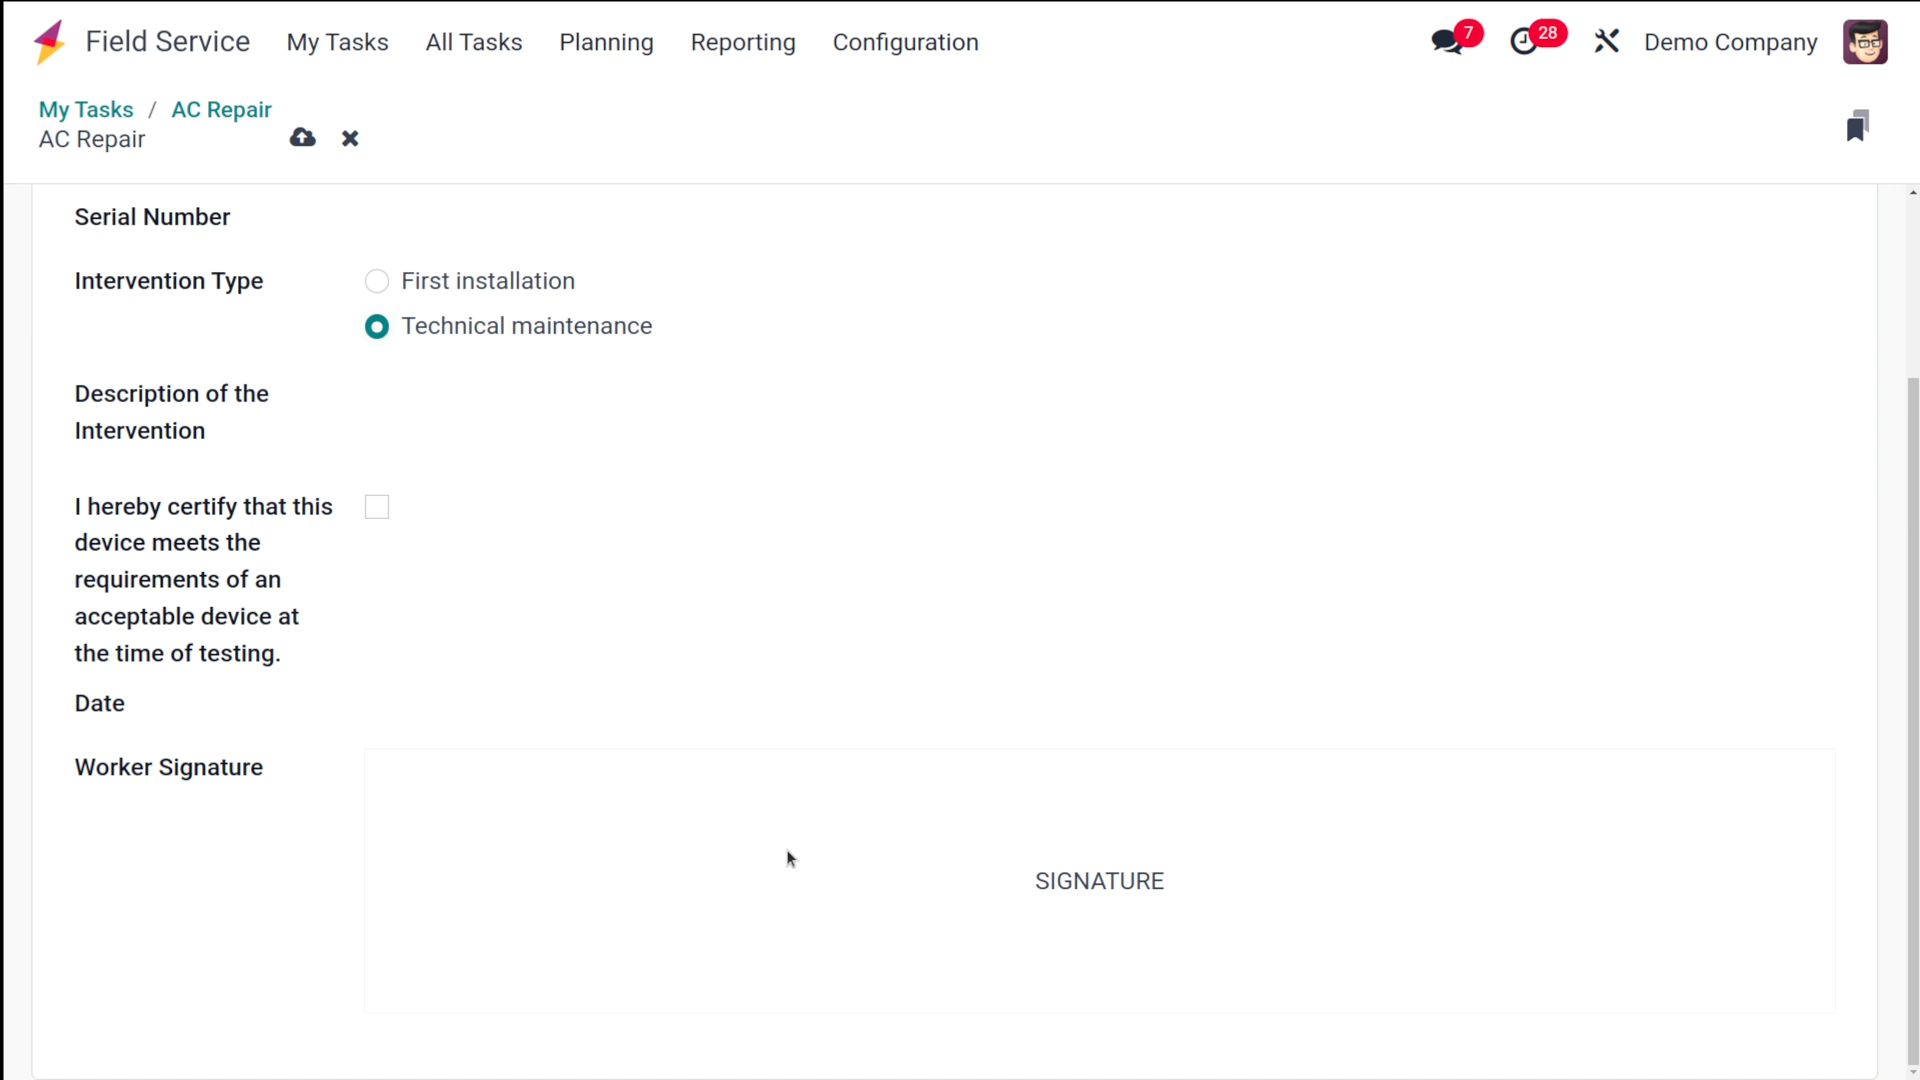 Field Service My Tasks All Tasks Planning Reporting Configuration 7 28 Demo Company
My Tasks / AC Repair
AC Repair
Serial Number
Intervention Type First installation
Technical maintenance
Description of the
Intervention
I hereby certify that this
device meets the
requirements of an
acceptable device at
the time of testing.
Date
Worker Signature
SIGNATURE